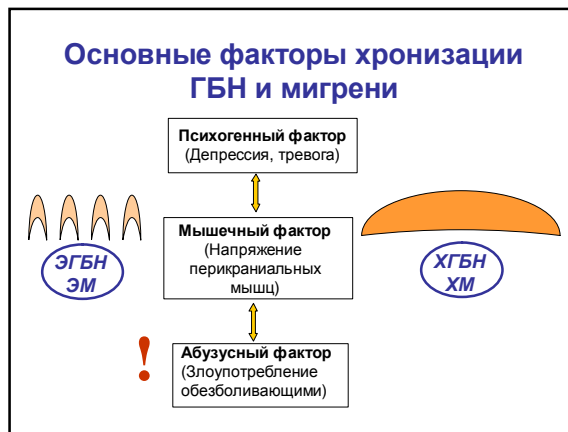 Основные факторы хронизации
ГБН и мигрени
Психогенный фактор
(Депрессия, тревога)
Мышечный фактор
(Напряжение
перикраниальных
мышц)
ЭГБН
ЭМ
ХГБН
ХМ
!
Абузусный фактор
(Злоупотребление
обезболивающими)